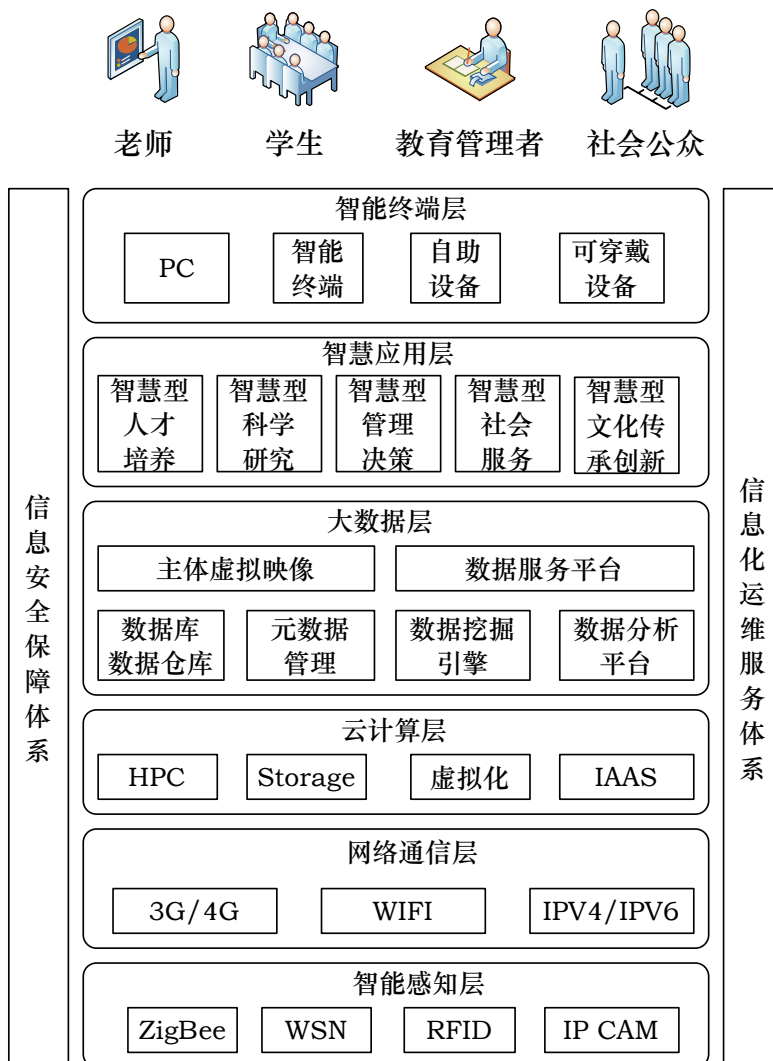 老师
学生
教育管理者
社会公众
信息安全保障体系
智能终端层
PC
智能
终端
自助
设备
可穿戴
设备
智慧应用层
智慧型
人才
培养
智慧型
科学
研究
智慧型
管理
决策
智慧型
社会
服务
智慧型
文化传
承创新
大数据层
主体虚拟映像
数据服务平台
数据库
数据仓库
元数据
管理
数据挖掘
引擎
数据分析
平台
云计算层
HPC
Storage
虚拟化
IAAS
网络通信层
3G/4G
WIFI
IPV4/IPV6
智能感知层
ZigBee
WSN
RFID
IP CAM
信息化运维服务体系